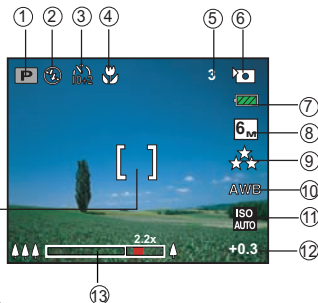 ① ② ③ ④ ⑤ ⑥
P 10+2 3
⑦
6M ⑧
⑨
AWB ⑩
ISO AUTO ⑪
2.2x
+0.3 ⑫
⑬